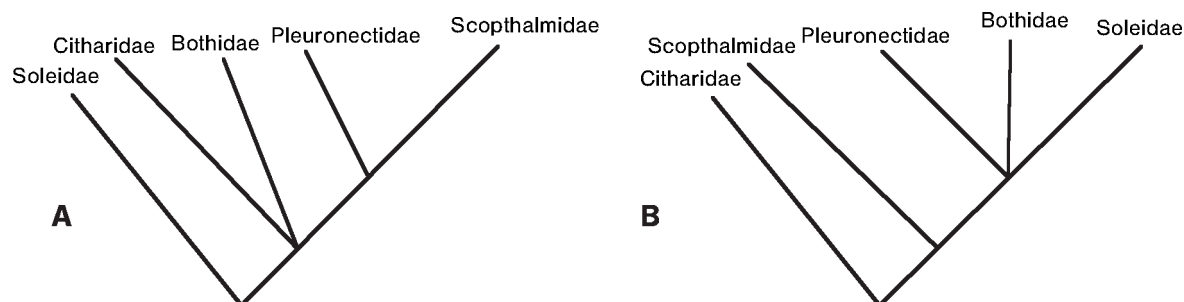 Scopthalmidae
Pleuronectidae
Citharidae
Bothidae
Soleidae
A
Bothidae
Soleidae
Pleuronectidae
Scopthalmidae
Citharidae
B